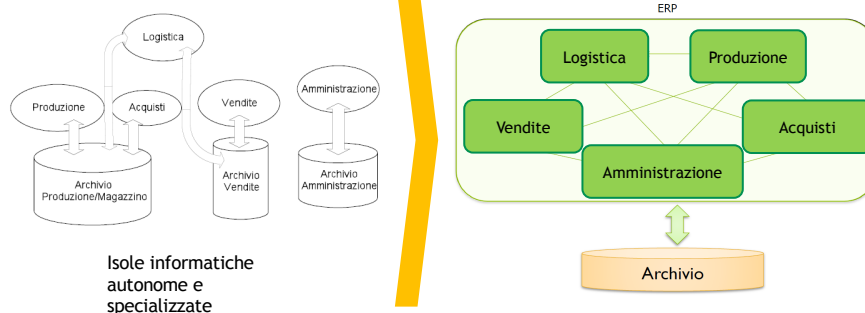 Logistica
Produzione
Acquisti
Vendite
Amministrazione
Archivio
Produzione/Magazzino
Archivio
Vendite
Archivio
Amministrazione
Isole informatiche
autonome e
specializzate
ERP
Logistica
Produzione
Vendite
Acquisti
Amministrazione
Archivio